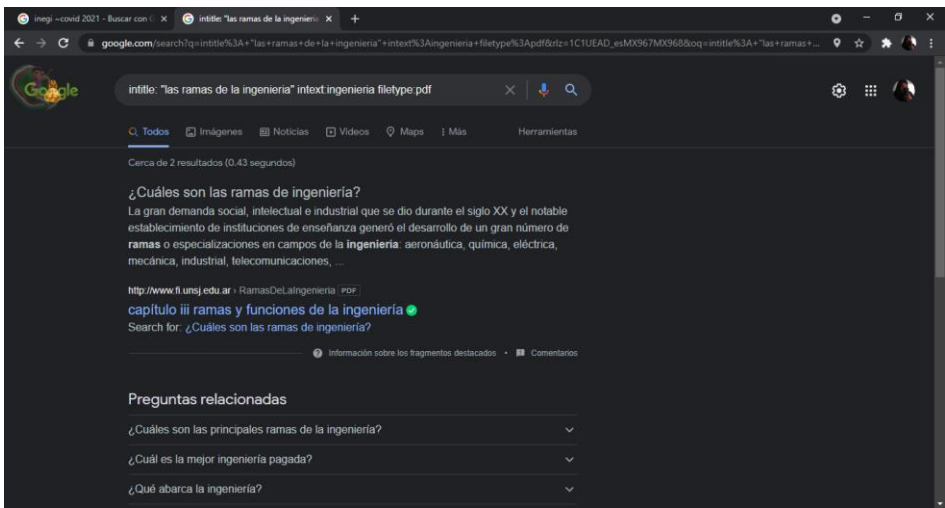 inegi ~covid 2021 - Buscar con G
intitle: "las ramas de la ingenieria
google.com/search?q=intitle%3A+"las+ramas+de+la+ingenieria"+intext%3Aingenieria+filetype%3Apdf&rlz=1C1UEAD_esMX967MX968&oq=intitle%3A+"las+ramas+...
Google
intitle: "las ramas de la ingenieria" intext:ingenieria filetype:pdf
Todos Imágenes Noticias Videos Maps Más Herramientas
Cerca de 2 resultados (0.43 segundos)
¿Cuáles son las ramas de ingeniería?
La gran demanda social, intelectual e industrial que se dio durante el siglo XX y el notable
establecimiento de instituciones de enseñanza generó el desarrollo de un gran número de
ramas o especializaciones en campos de la ingenieria: aeronáutica, química, eléctrica,
mecánica, industrial, telecomunicaciones, ...
http://www.fi.unsj.edu.ar › RamasDeLaIngenieria PDF
capítulo iii ramas y funciones de la ingeniería
Search for: ¿Cuáles son las ramas de ingeniería?
Información sobre los fragmentos destacados • Comentarios
Preguntas relacionadas
¿Cuáles son las principales ramas de la ingeniería?
¿Cuál es la mejor ingeniería pagada?
¿Qué abarca la ingeniería?